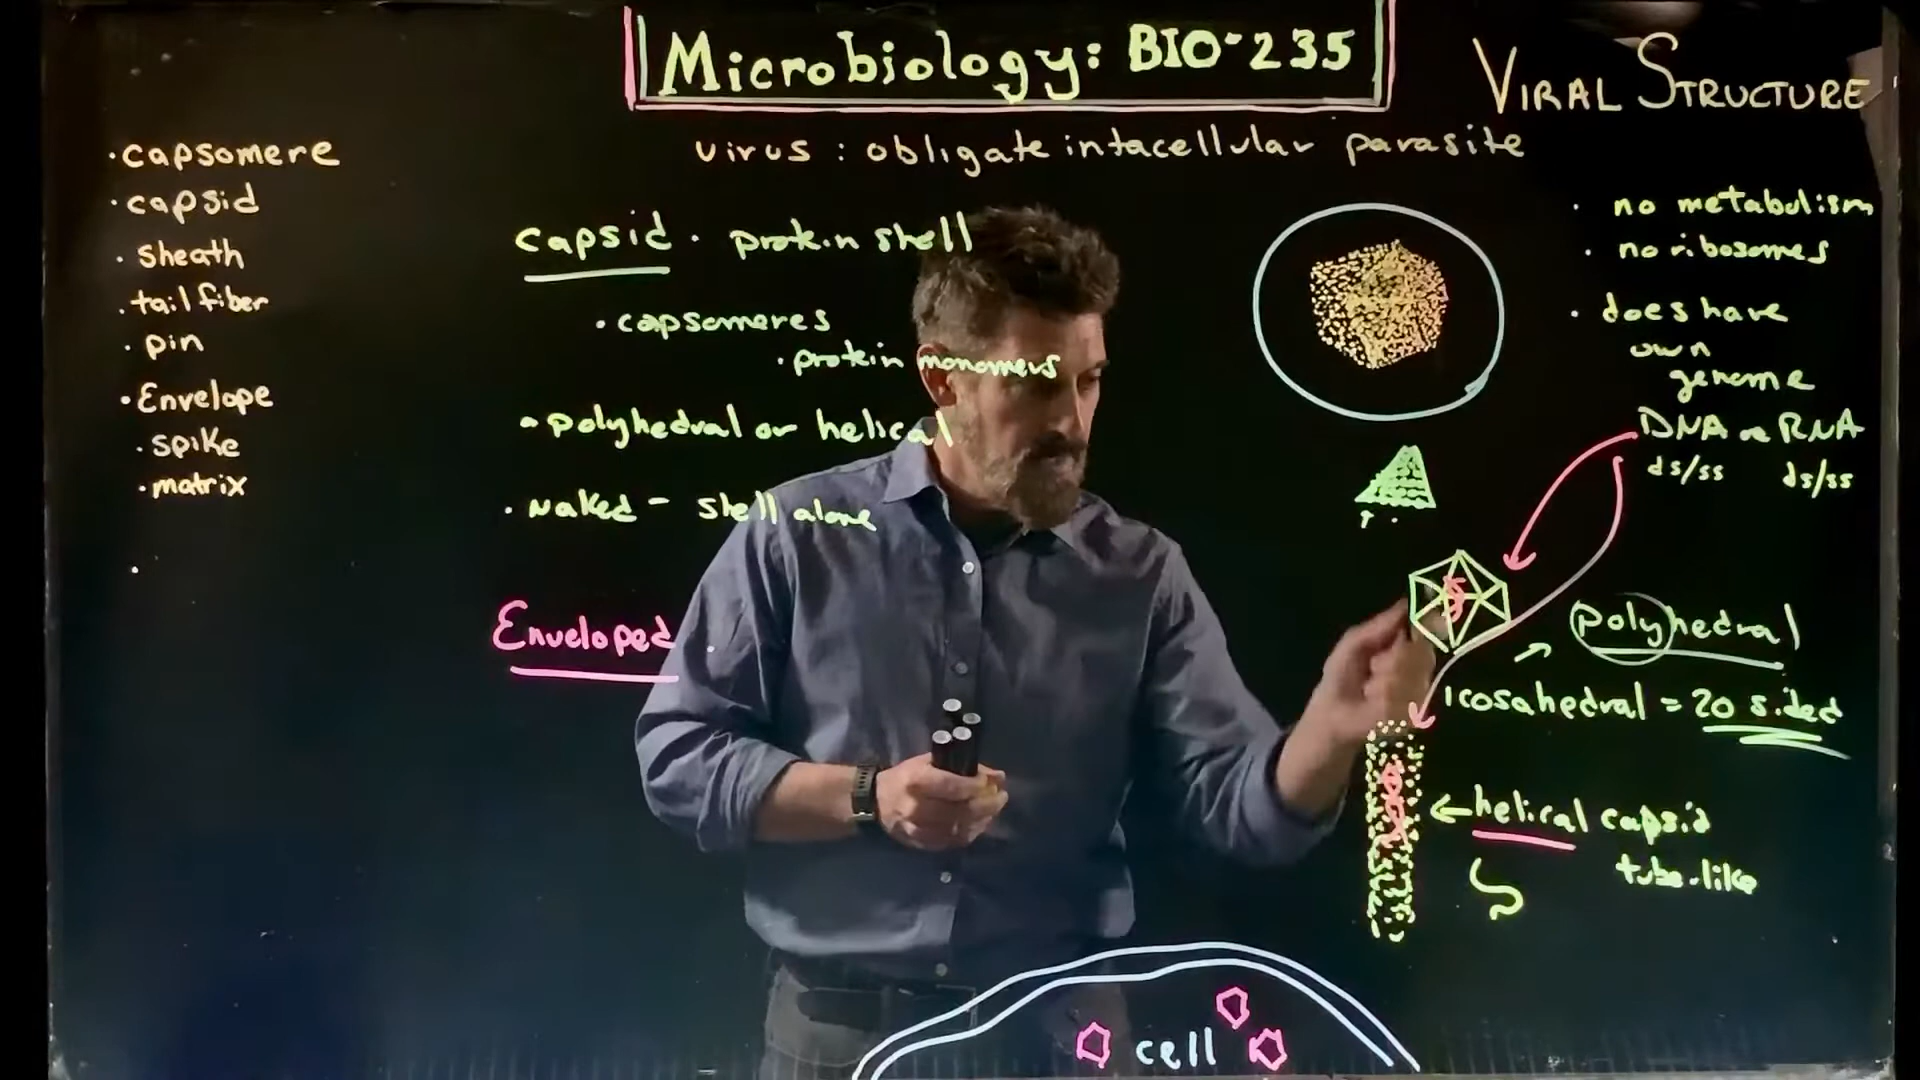 Microbiology: BIO-235
VIRAL STRUCTURE
virus : obligate intacellular parasite
· capsomere
· capsid
· sheath
· tail fiber
· pin
· Envelope
· spike
· matrix
capsid · protein shell
· capsomeres
· protein monomers
· polyhedral or helical
· Naked - shell alone
Enveloped
· no metabolism
· no ribosomes
· does have
own
genome
DNA or RNA
ds/ss ds/ss
polyhedral
icosahedral = 20 sided
helical capsid
tube-like
cell